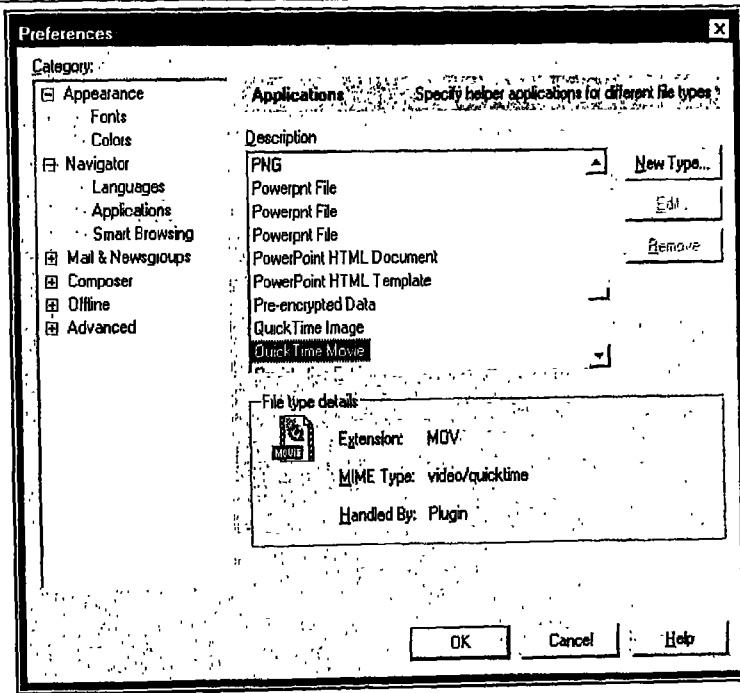 Preferences
X
Category:
Appearance
Fonts
Colors
Navigator
Languages
Applications
Smart Browsing
Mail & Newsgroups
Composer
Offline
Advanced
Applications Specify helper applications for different file types
Description
PNG
Powerpnt File
Powerpnt File
Powerpnt File
PowerPoint HTML Document
PowerPoint HTML Template
Pre-encrypted Data
QuickTime Image
QuickTime Movie
New Type...
Edit...
Remove
File type details
MOVIE
Extension: MOV
MIME Type: video/quicktime
Handled By: Plugin
OK Cancel Help